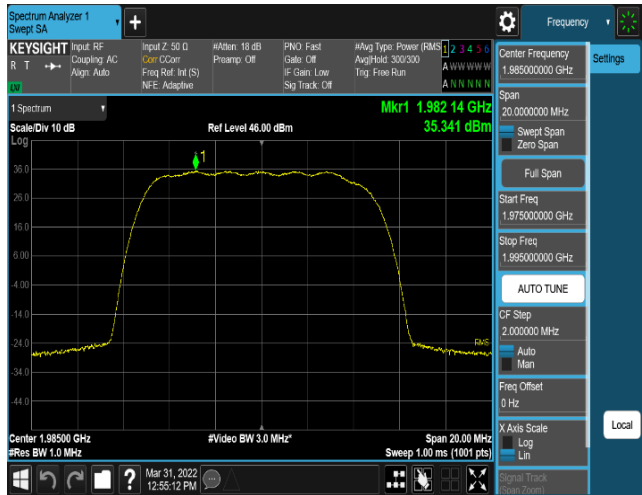 Spectrum Analyzer 1
Swept SA
+
Frequency
KEYSIGHT
R T
Input: RF
Coupling: AC
Align: Auto
Input Z: 50 Ω
Corr CCorr
Freq Ref: Int (S)
NFE: Adaptive
#Atten: 18 dB
Preamp: Off
PNO: Fast
Gate: Off
IF Gain: Low
Sig Track: Off
#Avg Type: Power (RMS
Avg|Hold: 300/300
Trig: Free Run
1 2 3 4 5 6
A W W W W W
A N N N N N
1 Spectrum
Scale/Div 10 dB
Ref Level 46.00 dBm
Mkr1 1.982 14 GHz
35.341 dBm
Log
1
36.0
26.0
16.0
6.00
-4.00
-14.0
-24.0
-34.0
-44.0
RMS
Center 1.98500 GHz
#Video BW 3.0 MHz*
Span 20.00 MHz
#Res BW 1.0 MHz
Sweep 1.00 ms (1001 pts)
?
Mar 31, 2022
12:55:12 PM
Settings
Center Frequency
1.985000000 GHz
Span
20.0000000 MHz
Swept Span
Zero Span
Full Span
Start Freq
1.975000000 GHz
Stop Freq
1.995000000 GHz
AUTO TUNE
CF Step
2.000000 MHz
Auto
Man
Freq Offset
0 Hz
X Axis Scale
Log
Lin
Local
Signal Track
(Span Zoom)